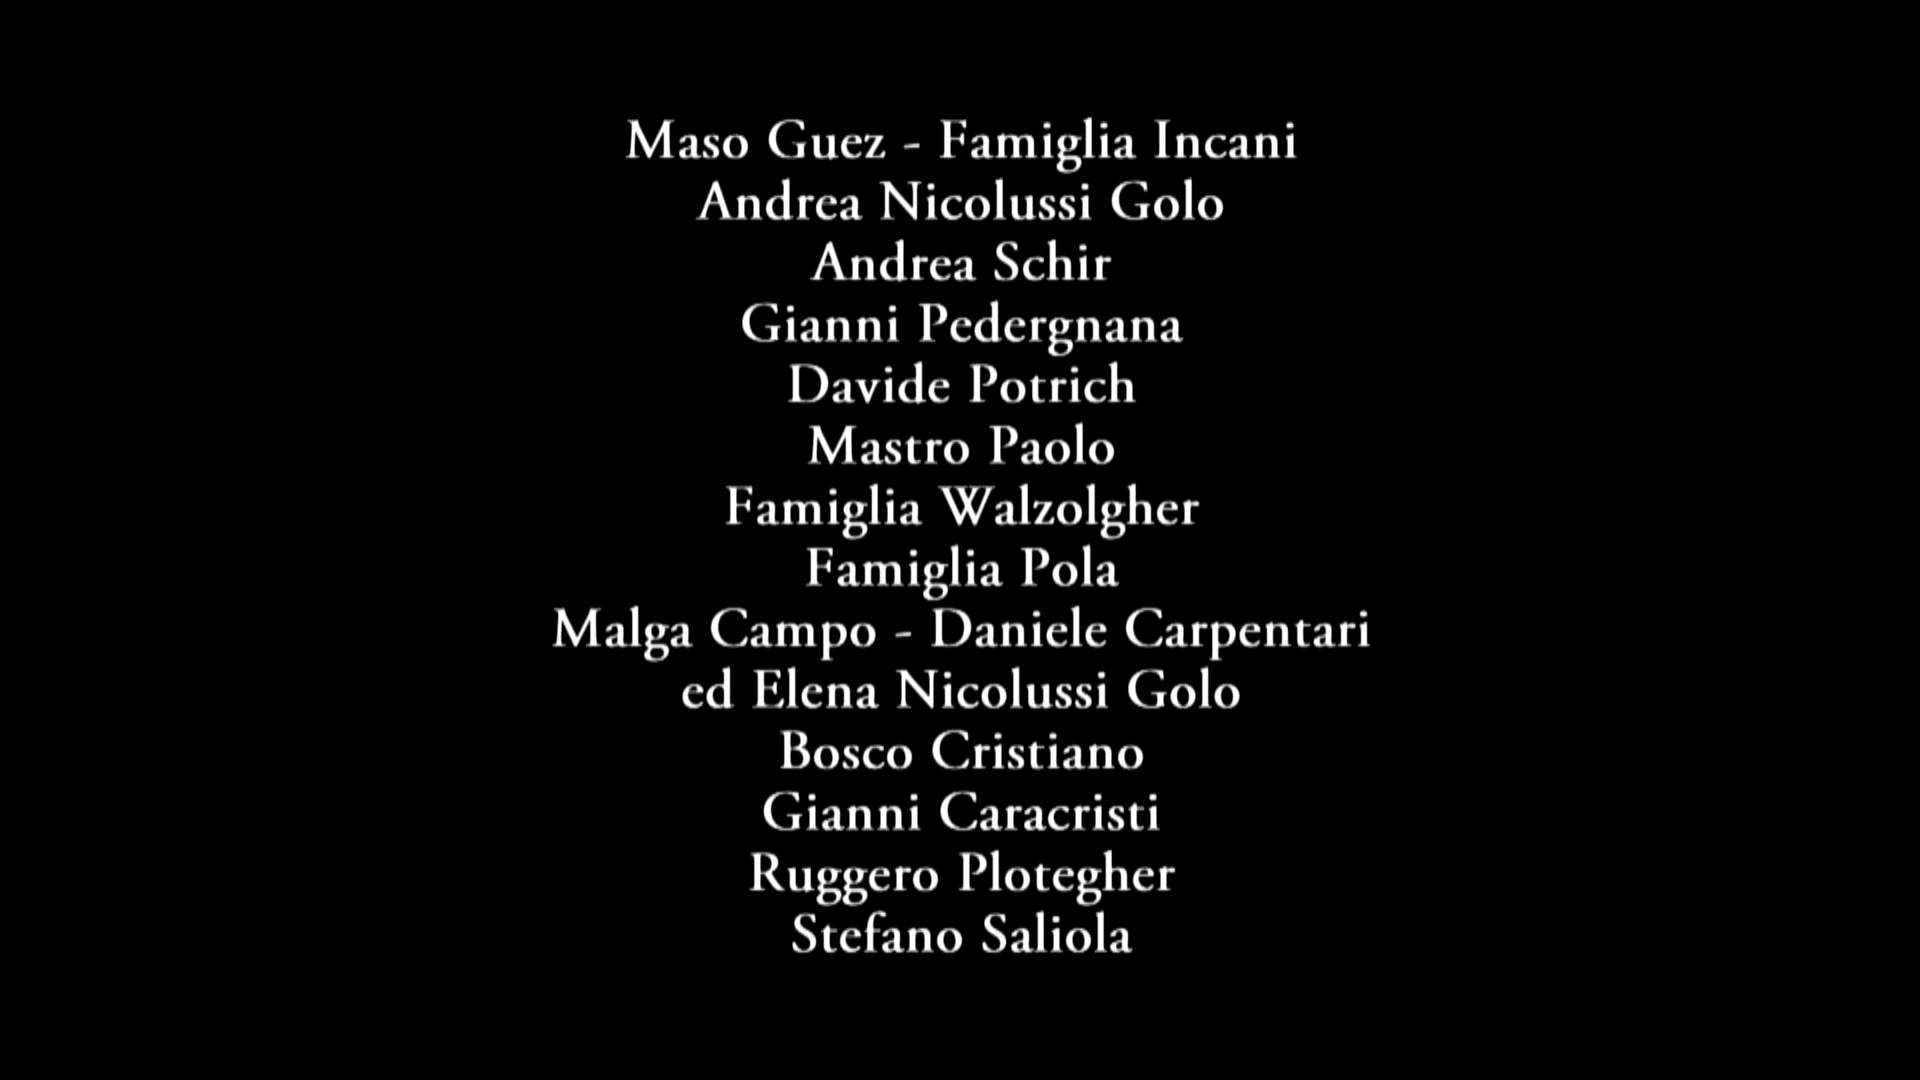 Maso Guez - Famiglia Incani
Andrea Nicolussi Golo
Andrea Schir
Gianni Pedergnana
Davide Potrich
Mastro Paolo
Famiglia Walzolgher
Famiglia Pola
Malga Campo - Daniele Carpentari
ed Elena Nicolussi Golo
Bosco Cristiano
Gianni Caracristi
Ruggero Plotegher
Stefano Saliola